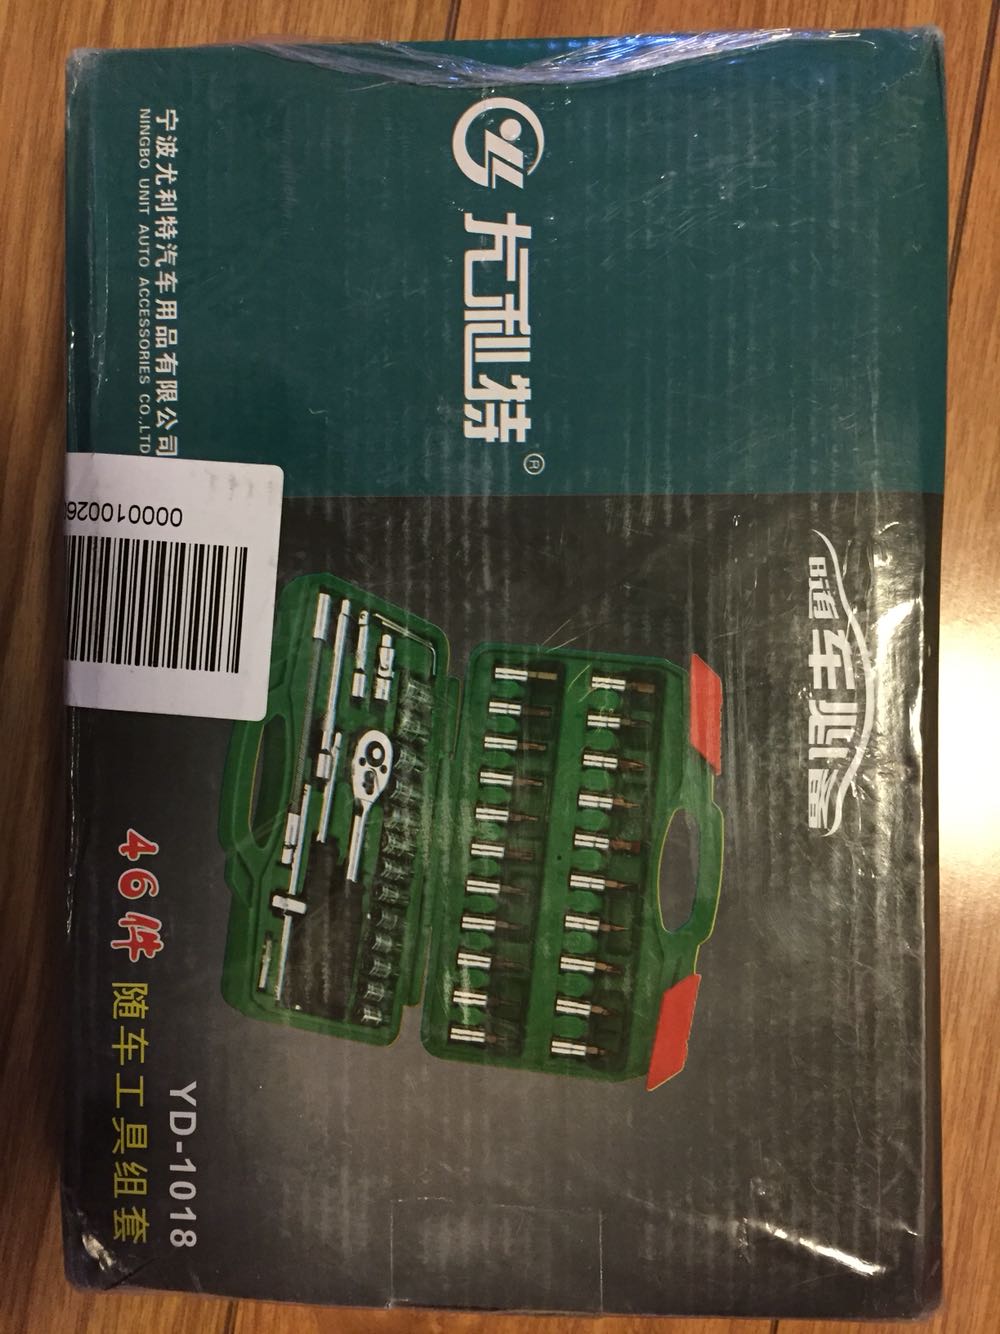 尤利特®
随车必备
宁波尤利特汽车用品有限公司
NINGBO UNIT AUTO ACCESSORIES CO.,LTD
YD-1018
46件 随车工具组套
000010026